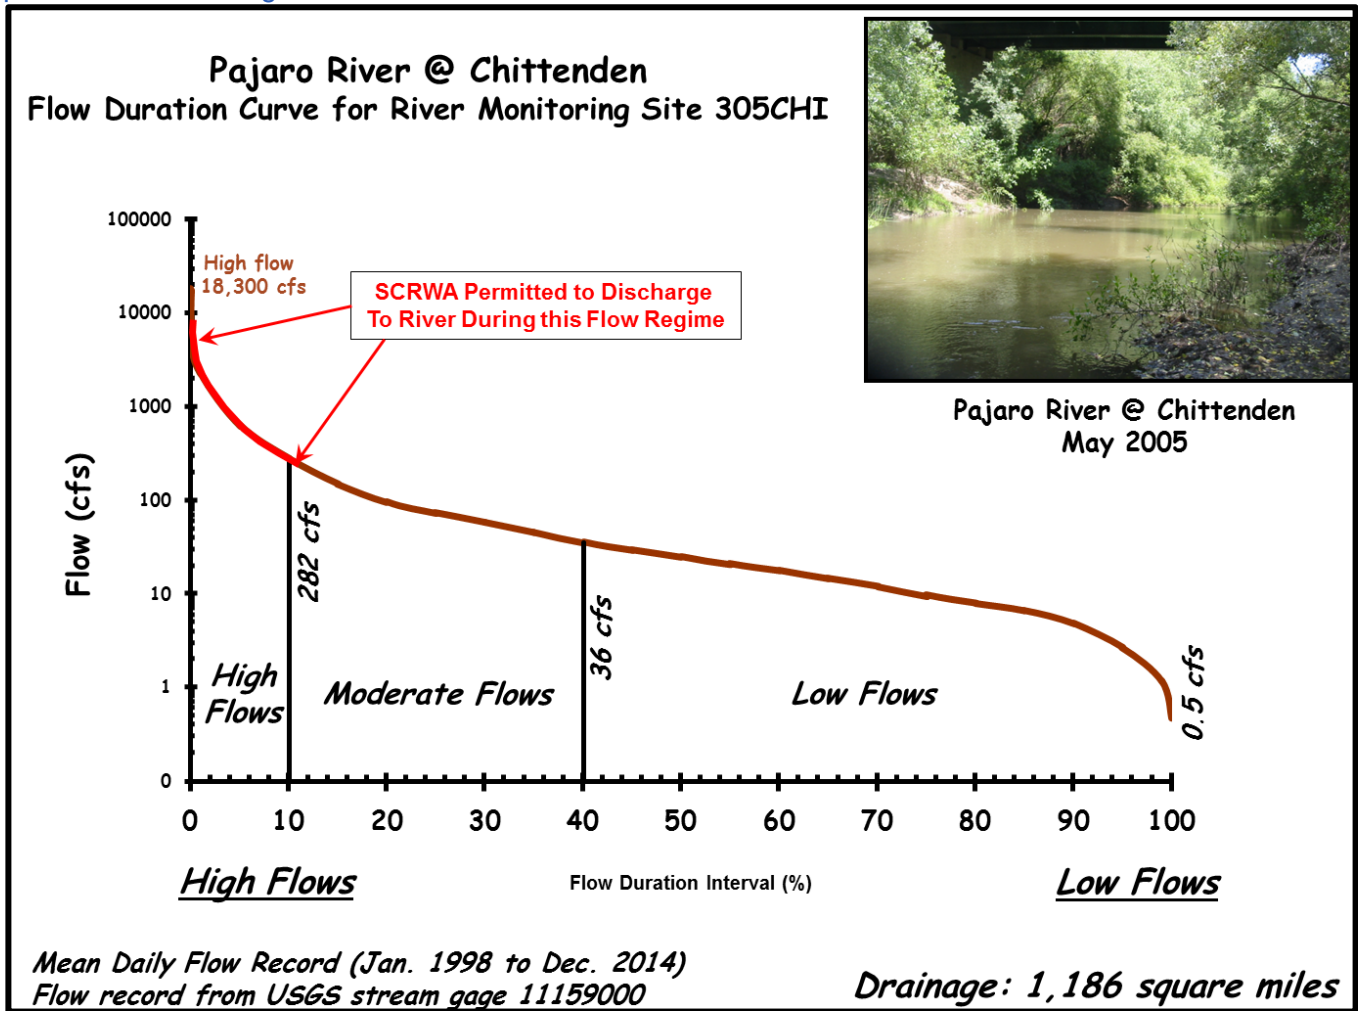 Pajaro River @ Chittenden
Flow Duration Curve for River Monitoring Site 305CHI
Pajaro River @ Chittenden
May 2005
100000
10000
1000
100
10
1
0
Flow (cfs)
High flow
18,300 cfs
SCRWA Permitted to Discharge
To River During this Flow Regime
282 cfs
36 cfs
0.5 cfs
High
Flows
Moderate Flows
Low Flows
0 10 20 30 40 50 60 70 80 90 100
High Flows
Flow Duration Interval (%)
Low Flows
Mean Daily Flow Record (Jan. 1998 to Dec. 2014)
Flow record from USGS stream gage 11159000
Drainage: 1,186 square miles